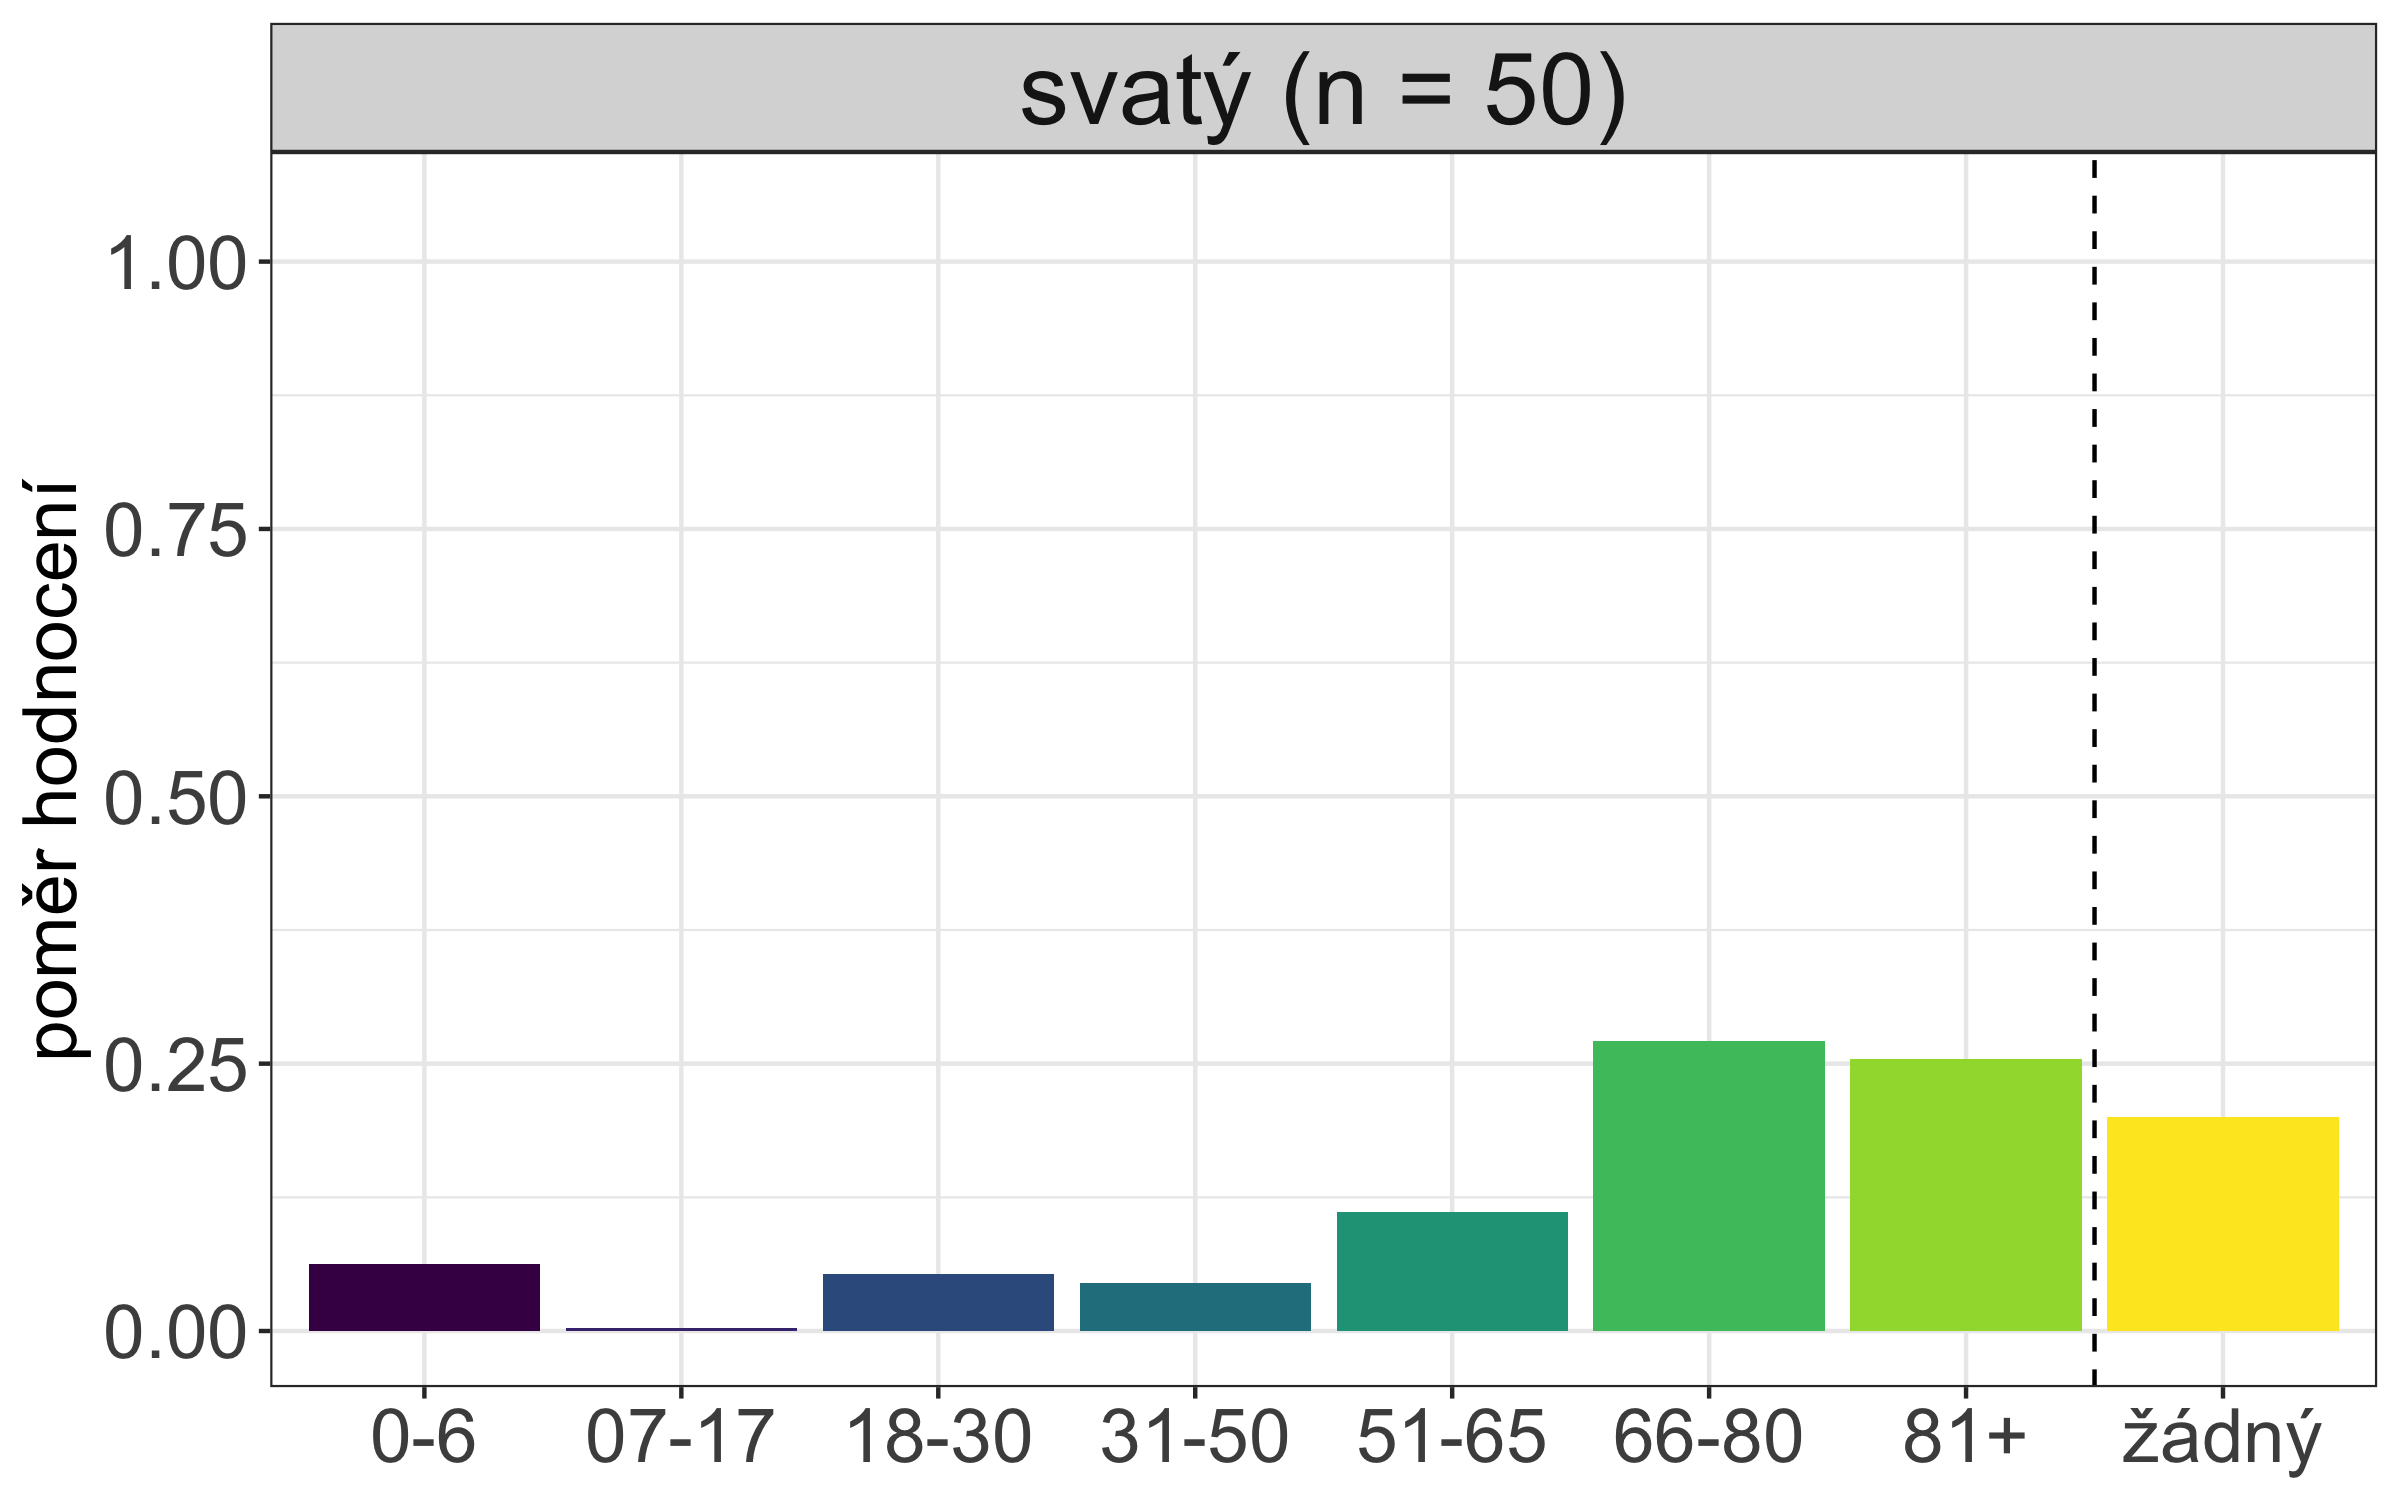 svatý (n = 50)
poměr hodnocení
1.00
0.75
0.50
0.25
0.00
0-6 07-17 18-30 31-50 51-65 66-80 81+ žádný